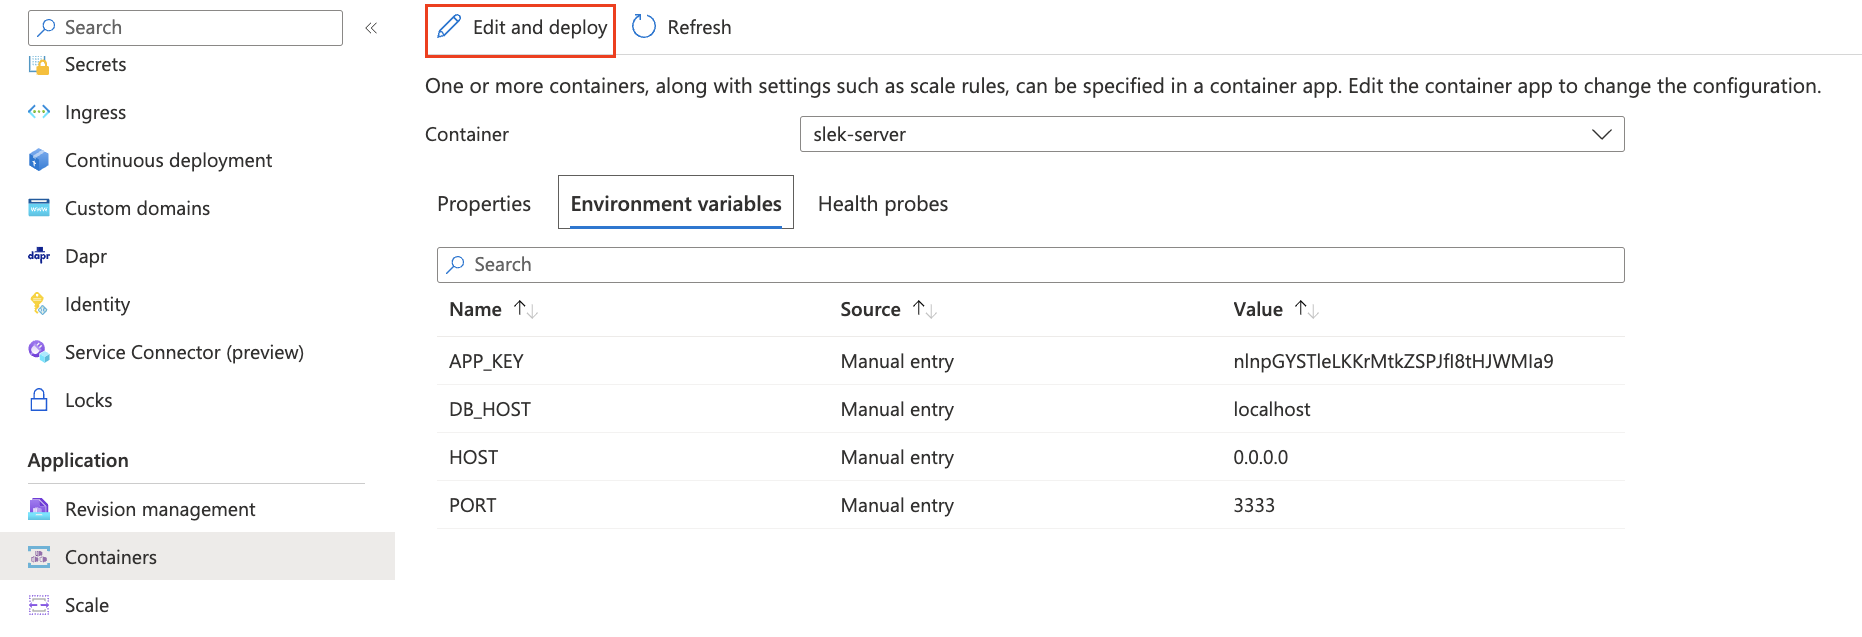 Search
«
Secrets
Ingress
Continuous deployment
Custom domains
Dapr
Identity
Service Connector (preview)
Locks
Application
Revision management
Containers
Scale
Edit and deploy
Refresh
One or more containers, along with settings such as scale rules, can be specified in a container app. Edit the container app to change the configuration.
Container slek-server
Properties Environment variables Health probes
Search
Name ↑↓ Source ↑↓ Value ↑↓
APP_KEY Manual entry nlnpGYSTleLKKrMtkZSPJfl8tHJWMIa9
DB_HOST Manual entry localhost
HOST Manual entry 0.0.0.0
PORT Manual entry 3333